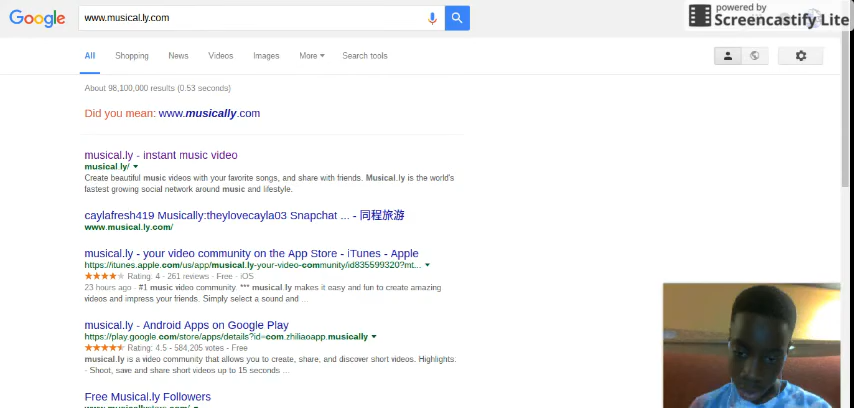 powered by
Screencastify Lite
Google
www.musical.ly.com
All Shopping News Videos Images More Search tools
About 98,100,000 results (0.53 seconds)
Did you mean: www.musically.com
musical.ly - instant music video
musical.ly/
Create beautiful music videos with your favorite songs, and share with friends. Musical.ly is the world's
fastest growing social network around music and lifestyle.
caylafresh419 Musically:theylovecayla03 Snapchat ... - 同程旅游
www.musical.ly.com/
musical.ly - your video community on the App Store - iTunes - Apple
https://itunes.apple.com/us/app/musical.ly-your-video-community/id835599320?mt...
Rating: 4 - 261 reviews - Free - iOS
23 hours ago - #1 music video community. *** musical.ly makes it easy and fun to create amazing
videos and impress your friends. Simply select a sound and ...
musical.ly - Android Apps on Google Play
https://play.google.com/store/apps/details?id=com.zhiliaoapp.musically
Rating: 4.5 - 584,205 votes - Free
musical.ly is a video community that allows you to create, share, and discover short videos. Highlights:
- Shoot, save and share short videos up to 15 seconds ...
Free Musical.ly Followers